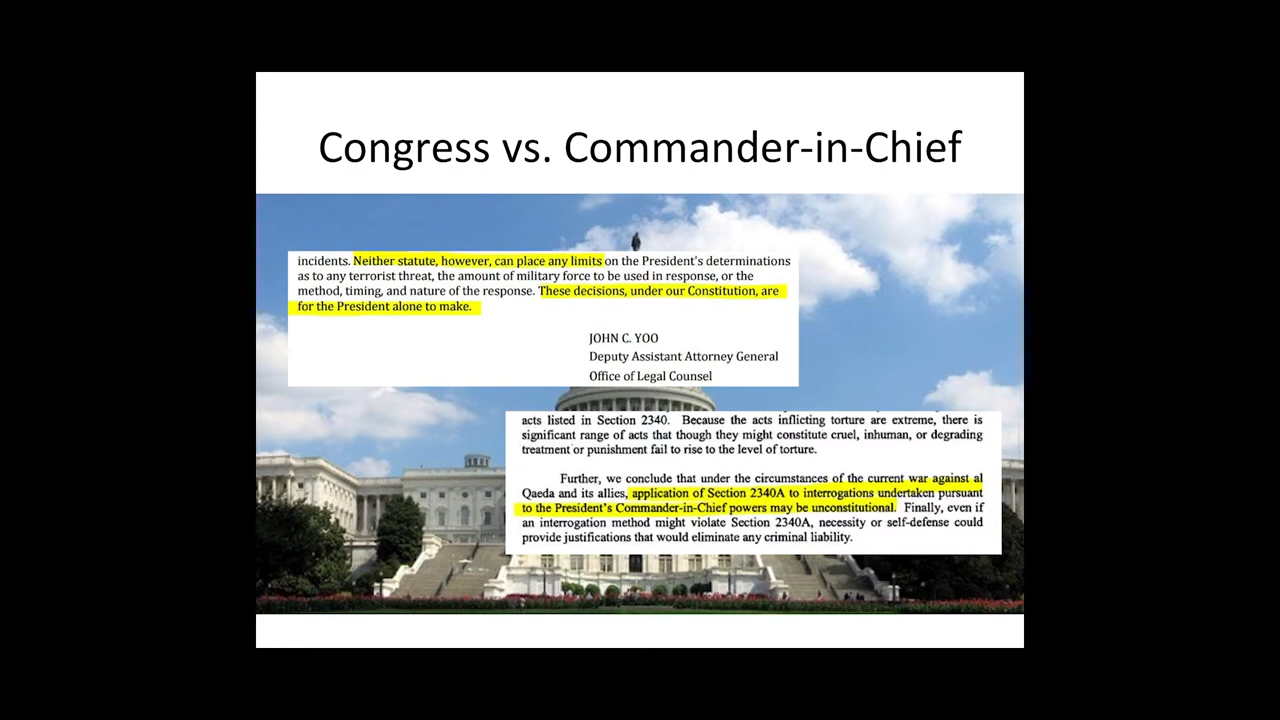 Congress vs. Commander-in-Chief
incidents. Neither statute, however, can place any limits on the President's determinations
as to any terrorist threat, the amount of military force to be used in response, or the
method, timing, and nature of the response. These decisions, under our Constitution, are
for the President alone to make.
JOHN C. YOO
Deputy Assistant Attorney General
Office of Legal Counsel
acts listed in Section 2340. Because the acts inflicting torture are extreme, there is
significant range of acts that though they might constitute cruel, inhuman, or degrading
treatment or punishment fail to rise to the level of torture.
Further, we conclude that under the circumstances of the current war against al
Qaeda and its allies, application of Section 2340A to interrogations undertaken pursuant
to the President's Commander-in-Chief powers may be unconstitutional. Finally, even if
an interrogation method might violate Section 2340A, necessity or self-defense could
provide justifications that would eliminate any criminal liability.